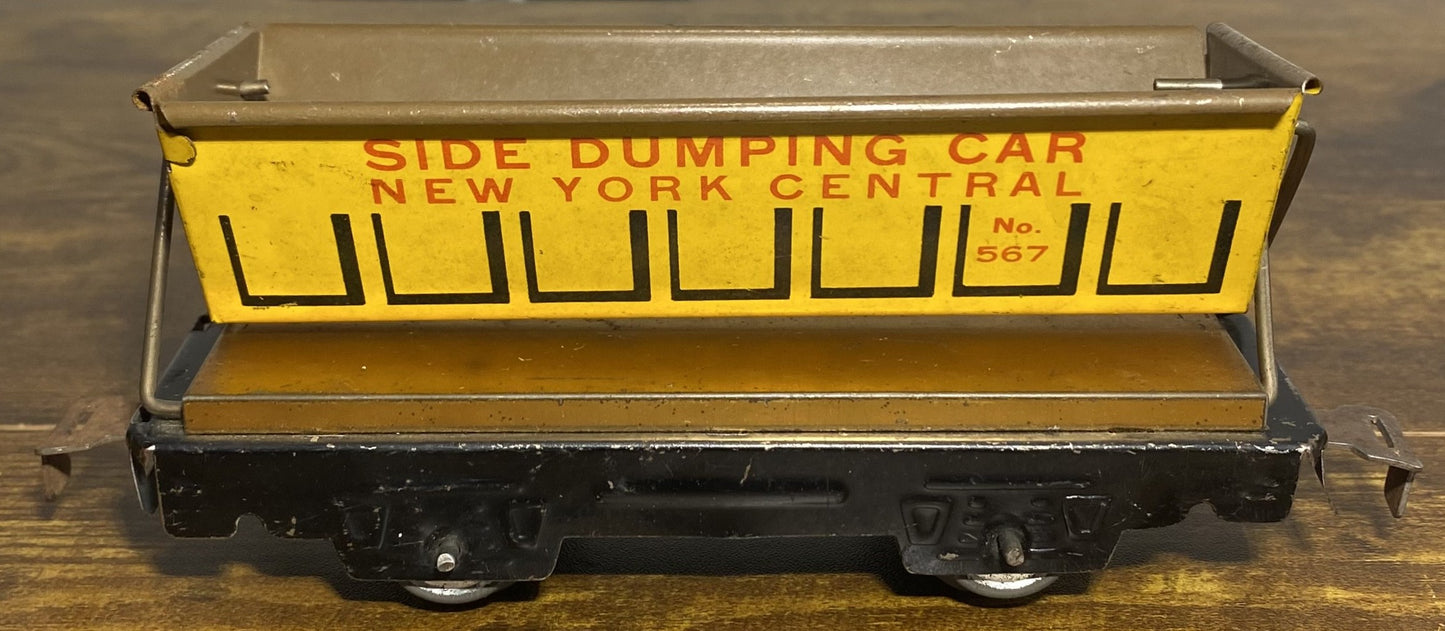 SIDE DUMPING CAR
NEW YORK CENTRAL
No.
567